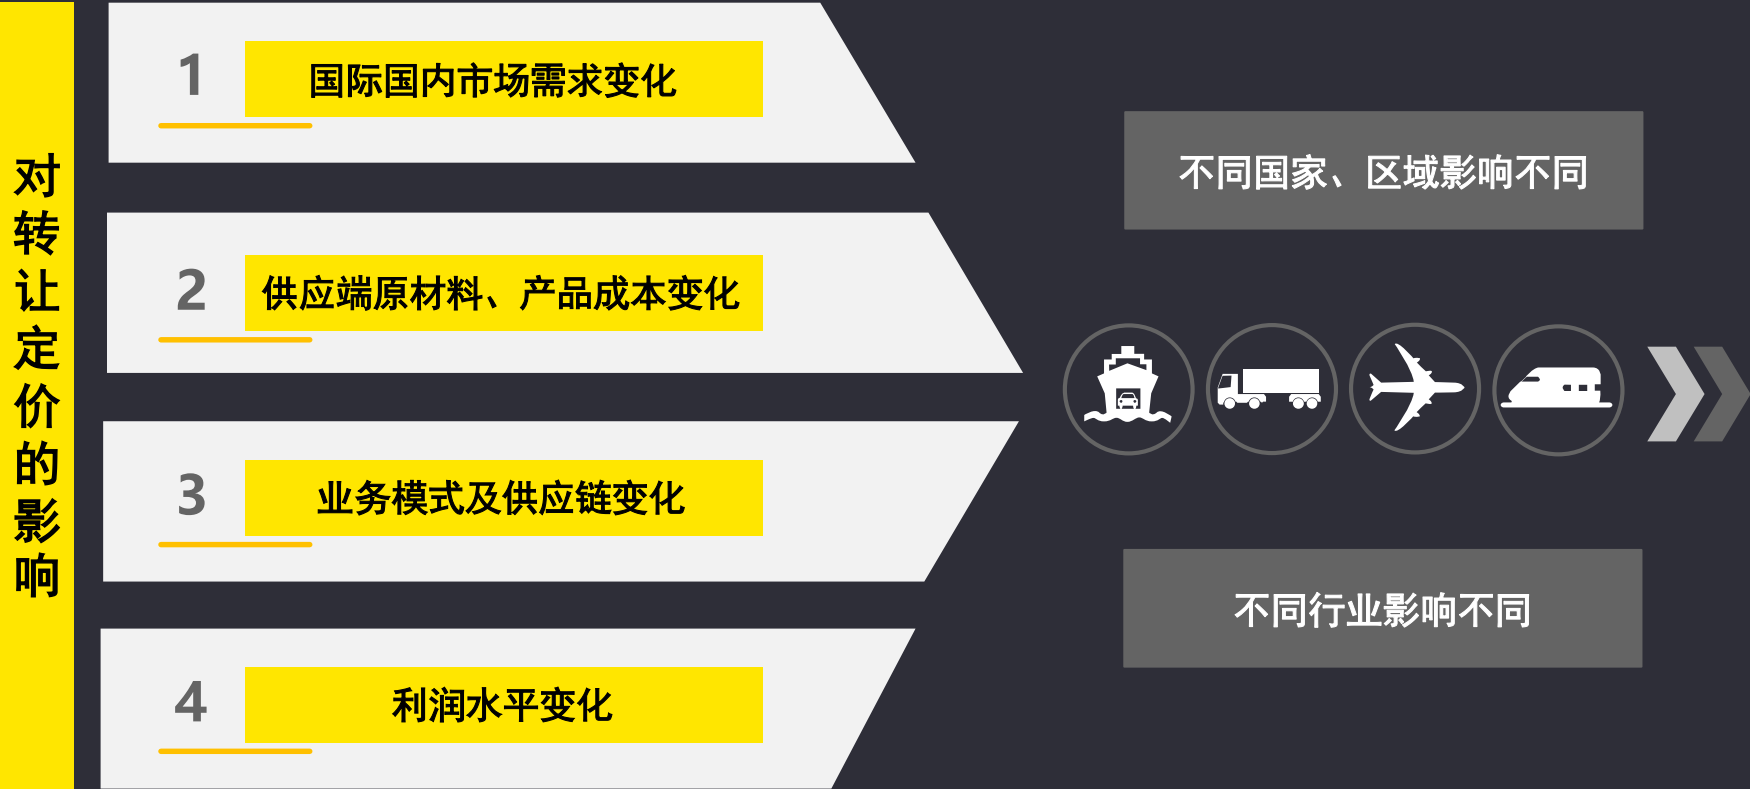 对转让定价的影响
1
国际国内市场需求变化
2
供应端原材料、产品成本变化
3
业务模式及供应链变化
4
利润水平变化
不同国家、区域影响不同
不同行业影响不同